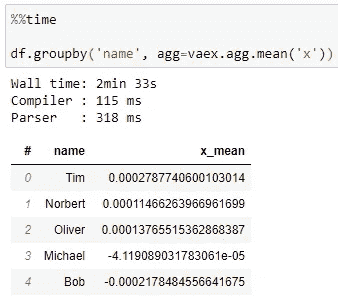 %%time
df.groupby('name', agg=vaex.agg.mean('x'))
Wall time: 2min 33s
Compiler : 115 ms
Parser   : 318 ms
# name x_mean
0 Tim 0.0002787740600103014
1 Norbert 0.00011466263966961699
2 Oliver 0.00013765515362868387
3 Michael -4.119089031783061e-05
4 Bob -0.0002178484556641675